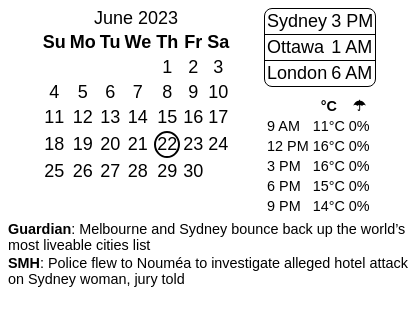 June 2023
Su Mo Tu We Th Fr Sa
1 2 3
4 5 6 7 8 9 10
11 12 13 14 15 16 17
18 19 20 21 22 23 24
25 26 27 28 29 30
Sydney 3 PM
Ottawa 1 AM
London 6 AM
°C ☂
9 AM 11°C 0%
12 PM 16°C 0%
3 PM 16°C 0%
6 PM 15°C 0%
9 PM 14°C 0%
Guardian: Melbourne and Sydney bounce back up the world’s
most liveable cities list
SMH: Police flew to Nouméa to investigate alleged hotel attack
on Sydney woman, jury told